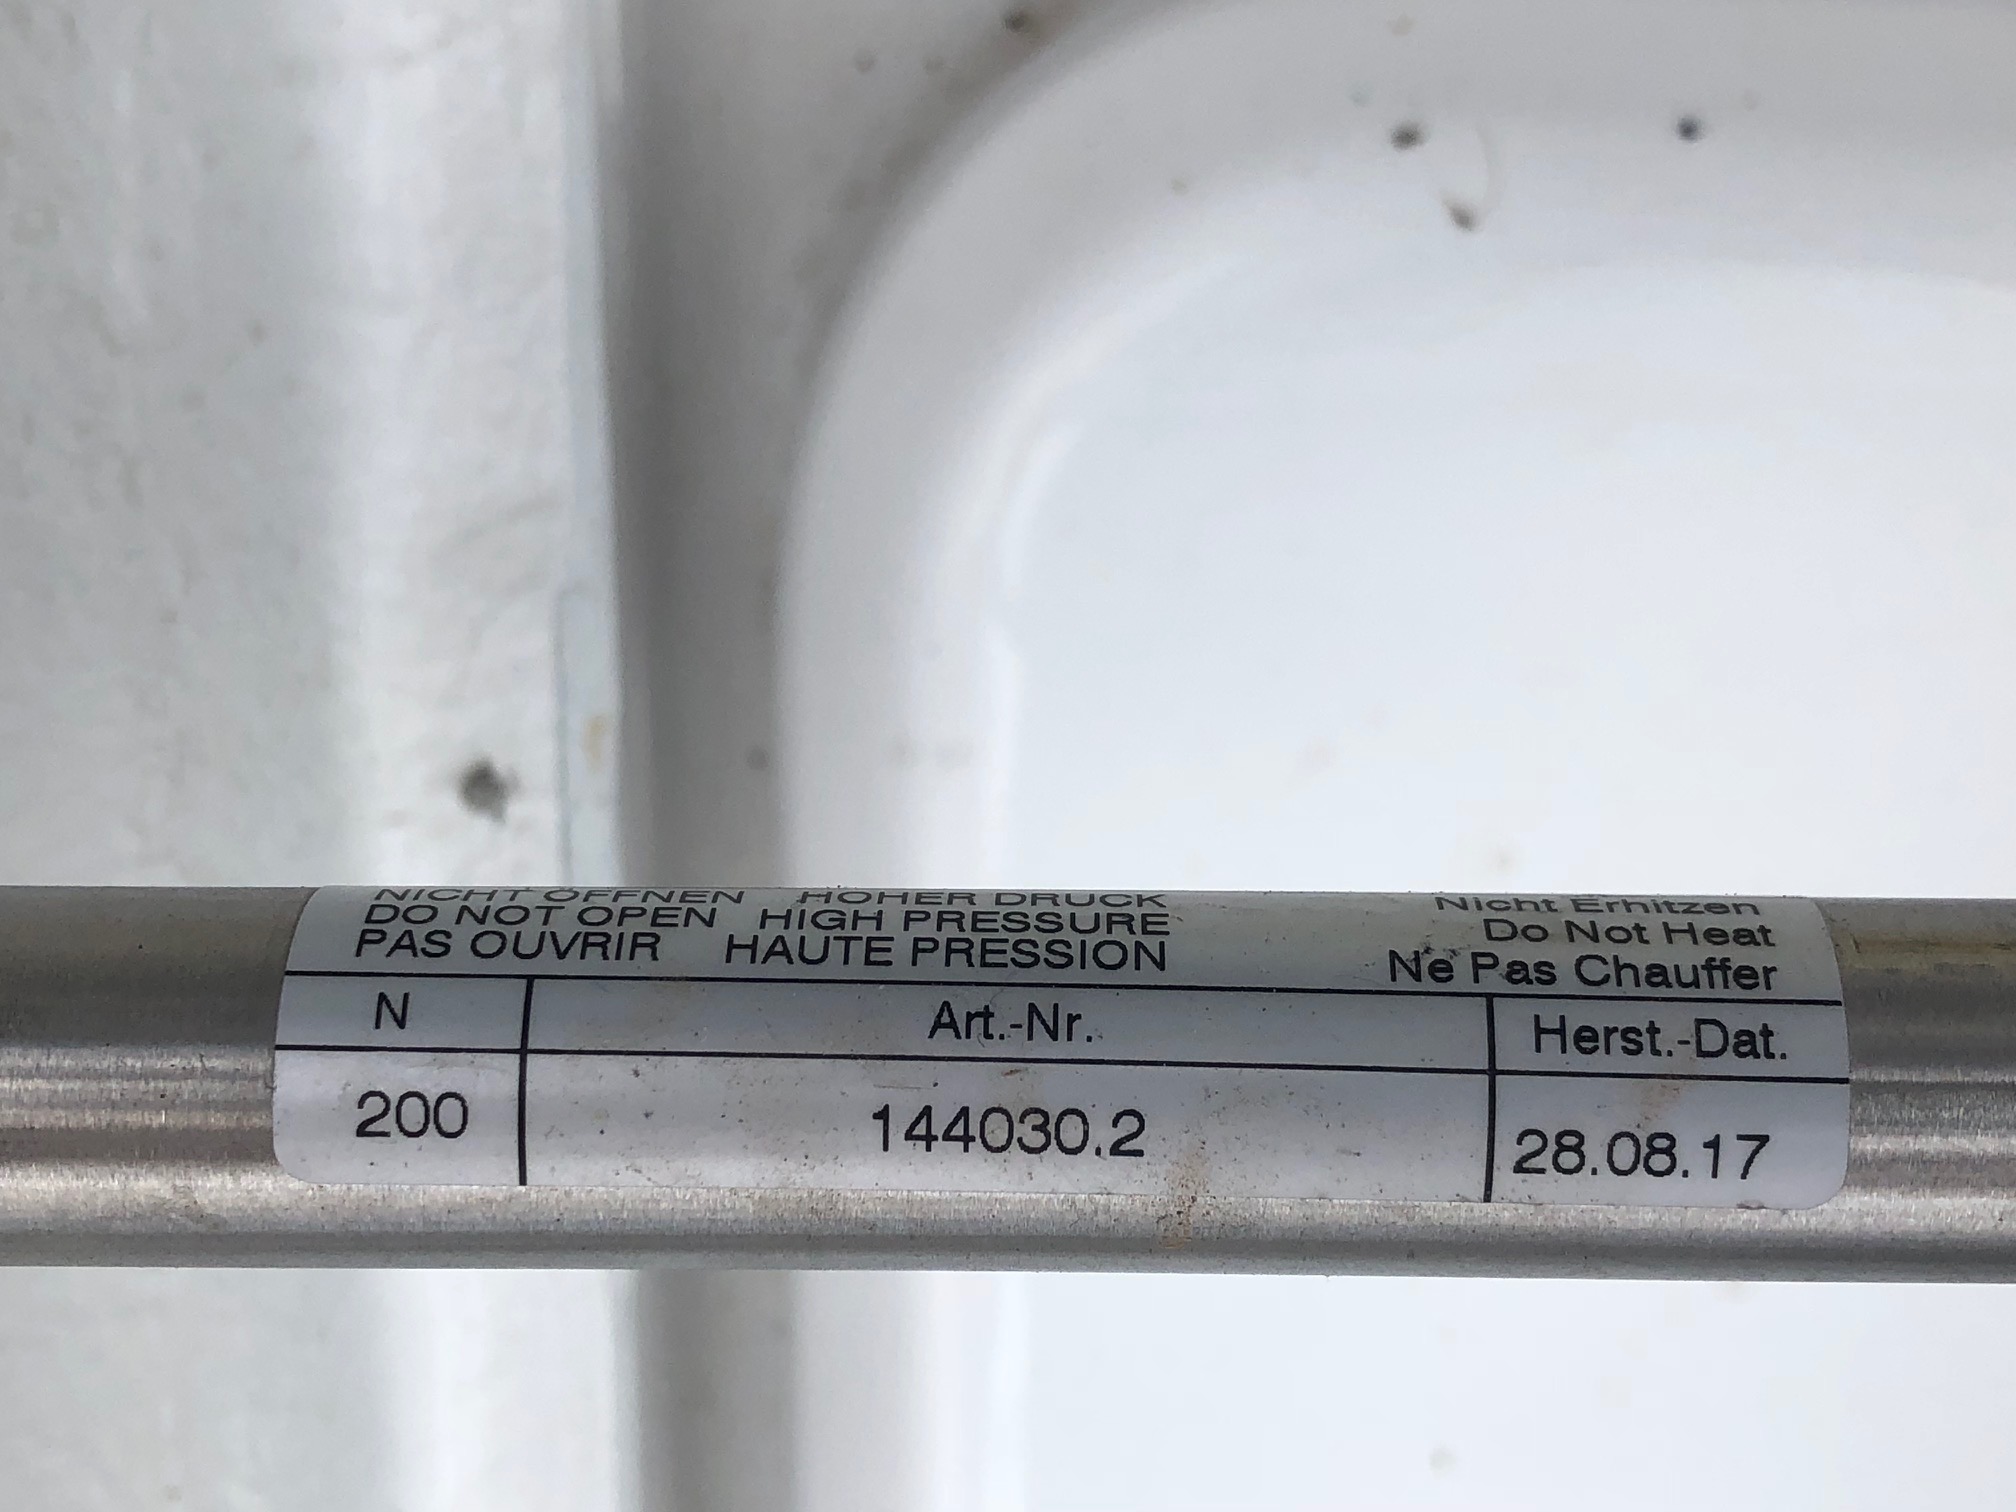 NICHT ÖFFNEN HOHER DRUCK Nicht Erhitzen
DO NOT OPEN HIGH PRESSURE Do Not Heat
PAS OUVRIR HAUTE PRESSION Ne Pas Chauffer
N Art.-Nr. Herst.-Dat.
200 144030.2 28.08.17